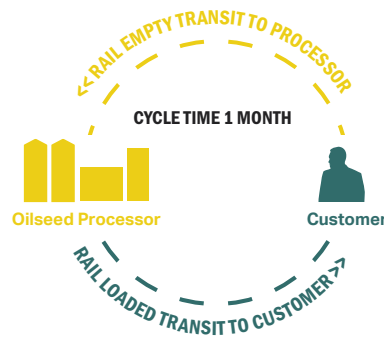 << RAIL EMPTY TRANSIT TO PROCESSOR
CYCLE TIME 1 MONTH
Oilseed Processor
Customer
RAIL LOADED TRANSIT TO CUSTOMER >>